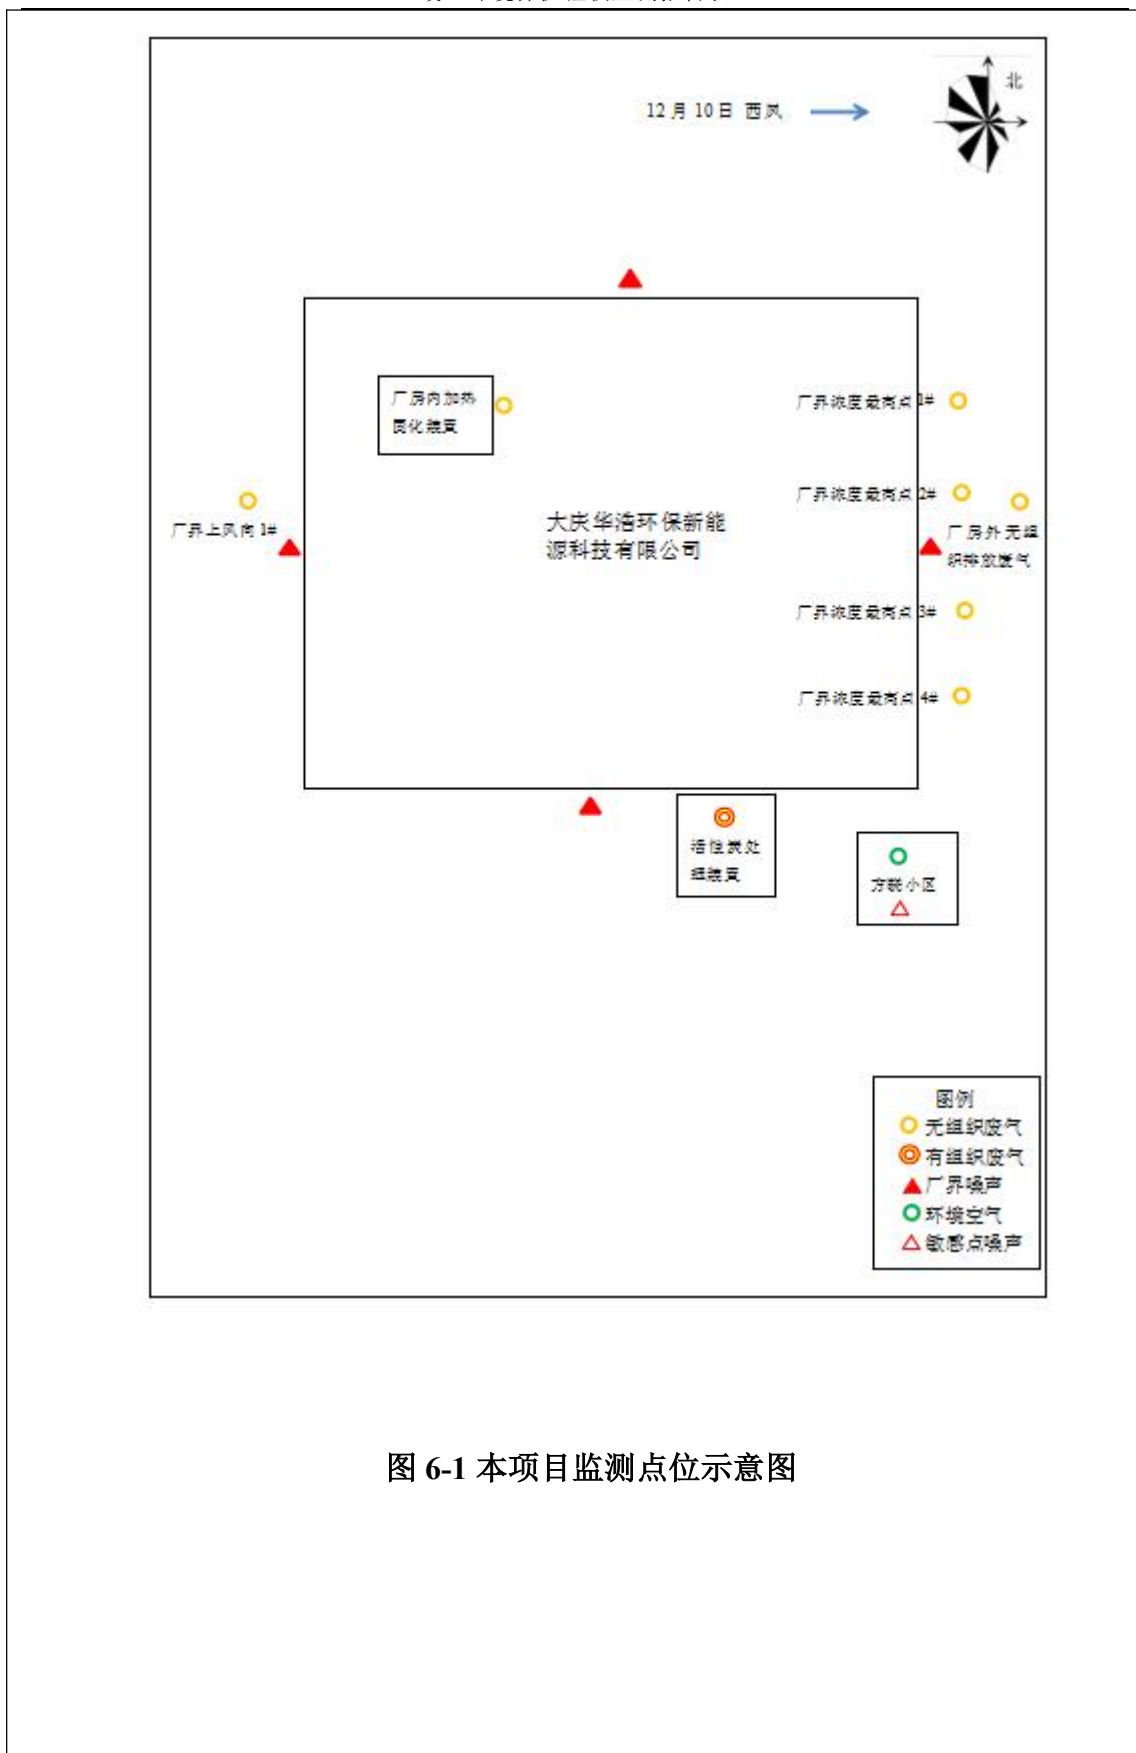 北
12月10日 西风
厂房内加热
固化装置
厂界浓度最高点 1#
厂界浓度最高点 2#
厂界上风向 1#
大庆华浩环保新能
源科技有限公司
厂房外无组
织排放废气
厂界浓度最高点 3#
厂界浓度最高点 4#
活性炭处
理装置
方联小区
图例
无组织废气
有组织废气
厂界噪声
环境空气
敏感点噪声
图 6-1 本项目监测点位示意图